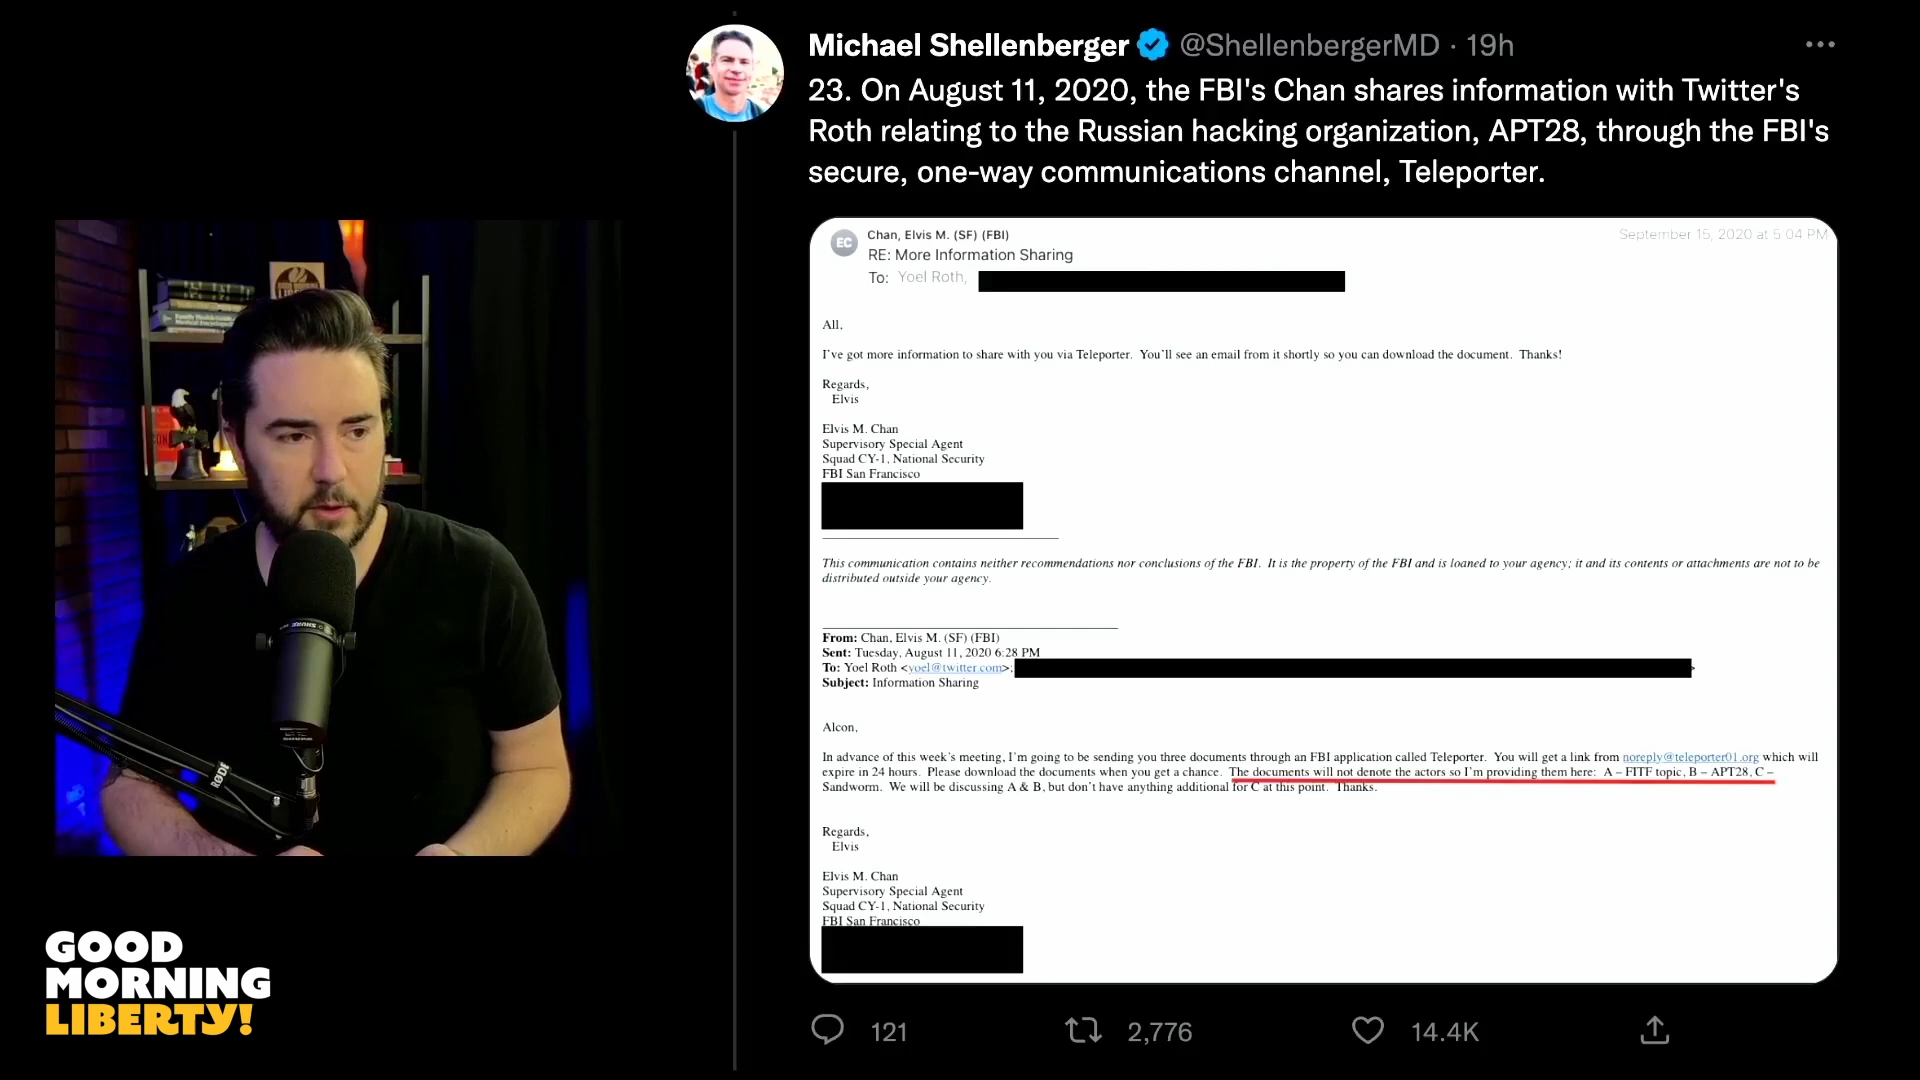 Michael Shellenberger @ShellenbergerMD · 19h
23. On August 11, 2020, the FBI's Chan shares information with Twitter's
Roth relating to the Russian hacking organization, APT28, through the FBI's
secure, one-way communications channel, Teleporter.
EC
Chan, Elvis M. (SF) (FBI)
September 15, 2020 at 5:04 PM
RE: More Information Sharing
To: Yoel Roth,
All,
I've got more information to share with you via Teleporter. You'll see an email from it shortly so you can download the document. Thanks!
Regards,
Elvis
Elvis M. Chan
Supervisory Special Agent
Squad CY-1, National Security
FBI San Francisco
This communication contains neither recommendations nor conclusions of the FBI. It is the property of the FBI and is loaned to your agency; it and its contents or attachments are not to be
distributed outside your agency.
From: Chan, Elvis M. (SF) (FBI)
Sent: Tuesday, August 11, 2020 6:28 PM
To: Yoel Roth <yoel@twitter.com>;
Subject: Information Sharing
Alcon,
In advance of this week's meeting, I'm going to be sending you three documents through an FBI application called Teleporter. You will get a link from noreply@teleporter01.org which will
expire in 24 hours. Please download the documents when you get a chance. The documents will not denote the actors so I'm providing them here: A – FITF topic, B – APT28, C –
Sandworm. We will be discussing A & B, but don't have anything additional for C at this point. Thanks.
Regards,
Elvis
Elvis M. Chan
Supervisory Special Agent
Squad CY-1, National Security
FBI San Francisco
121
2,776
14.4K
SHURE
RØDE
GOOD
MORNING
LIBERTY!